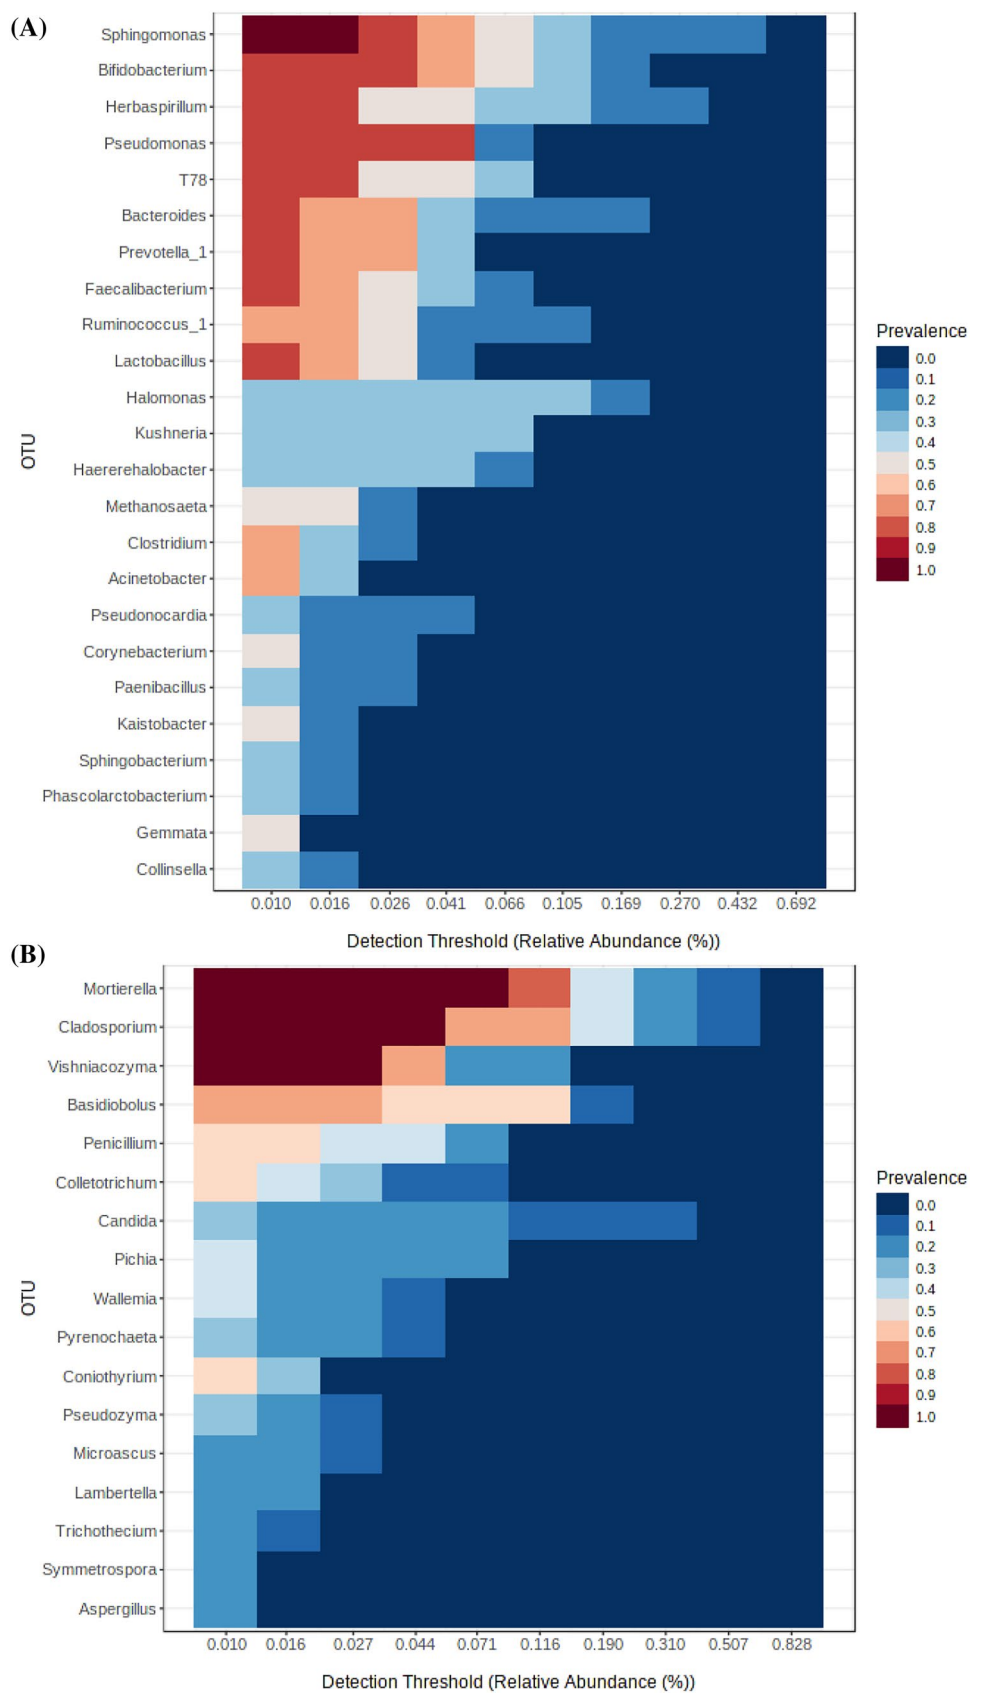 (A)
Sphingomonas
Bifidobacterium
Herbaspirillum
Pseudomonas
T78
Bacteroides
Prevotella_1
Faecalibacterium
Ruminococcus_1
Lactobacillus
Halomonas
Kushneria
Haererehalobacter
Methanosaeta
Clostridium
Acinetobacter
Pseudonocardia
Corynebacterium
Paenibacillus
Kaistobacter
Sphingobacterium
Phascolarctobacterium
Gemmata
Collinsella
OTU
0.010 0.016 0.026 0.041 0.066 0.105 0.169 0.270 0.432 0.692
Detection Threshold (Relative Abundance (%))
Prevalence
0.0
0.1
0.2
0.3
0.4
0.5
0.6
0.7
0.8
0.9
1.0
(B)
Mortierella
Cladosporium
Vishniacozyma
Basidiobolus
Penicillium
Colletotrichum
Candida
Pichia
Wallemia
Pyrenochaeta
Coniothyrium
Pseudozyma
Microascus
Lambertella
Trichothecium
Symmetrospora
Aspergillus
OTU
0.010 0.016 0.027 0.044 0.071 0.116 0.190 0.310 0.507 0.828
Detection Threshold (Relative Abundance (%))
Prevalence
0.0
0.1
0.2
0.3
0.4
0.5
0.6
0.7
0.8
0.9
1.0